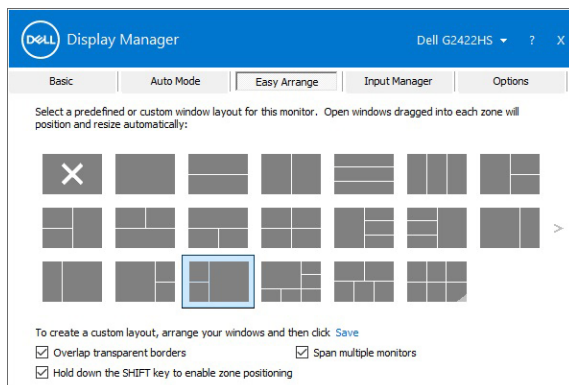 DELL Display Manager Dell G2422HS ? X
Basic Auto Mode Easy Arrange Input Manager Options
Select a predefined or custom window layout for this monitor. Open windows dragged into each zone will
position and resize automatically:
>
To create a custom layout, arrange your windows and then click Save
Overlap transparent borders Span multiple monitors
Hold down the SHIFT key to enable zone positioning